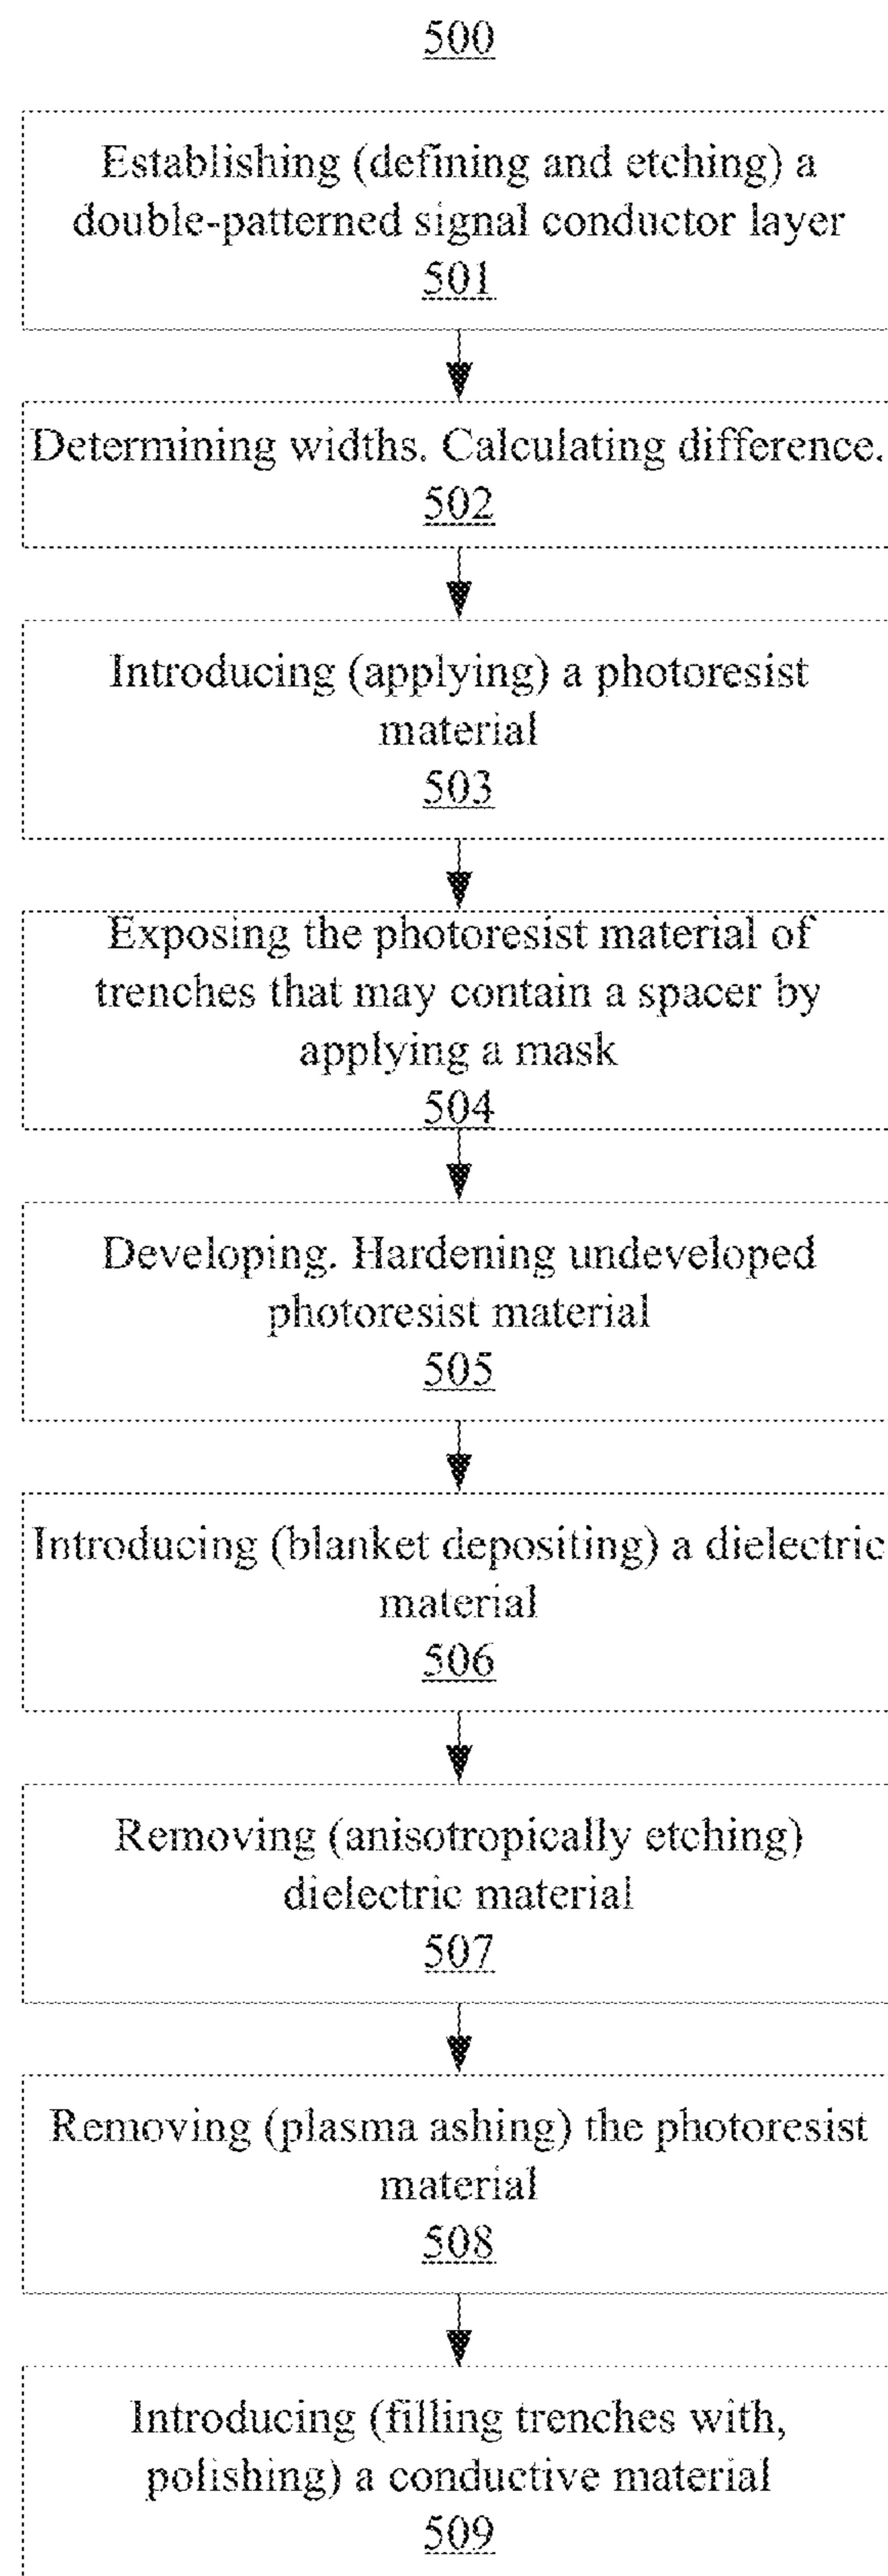 500
Establishing (defining and etching) a
double-patterned signal conductor layer
501
Determining widths. Calculating difference.
502
Introducing (applying) a photoresist
material
503
Exposing the photoresist material of
trenches that may contain a spacer by
applying a mask
504
Developing. Hardening undeveloped
photoresist material
505
Introducing (blanket depositing) a dielectric
material
506
Removing (anisotropically etching)
dielectric material
507
Removing (plasma ashing) the photoresist
material
508
Introducing (filling trenches with,
polishing) a conductive material
509